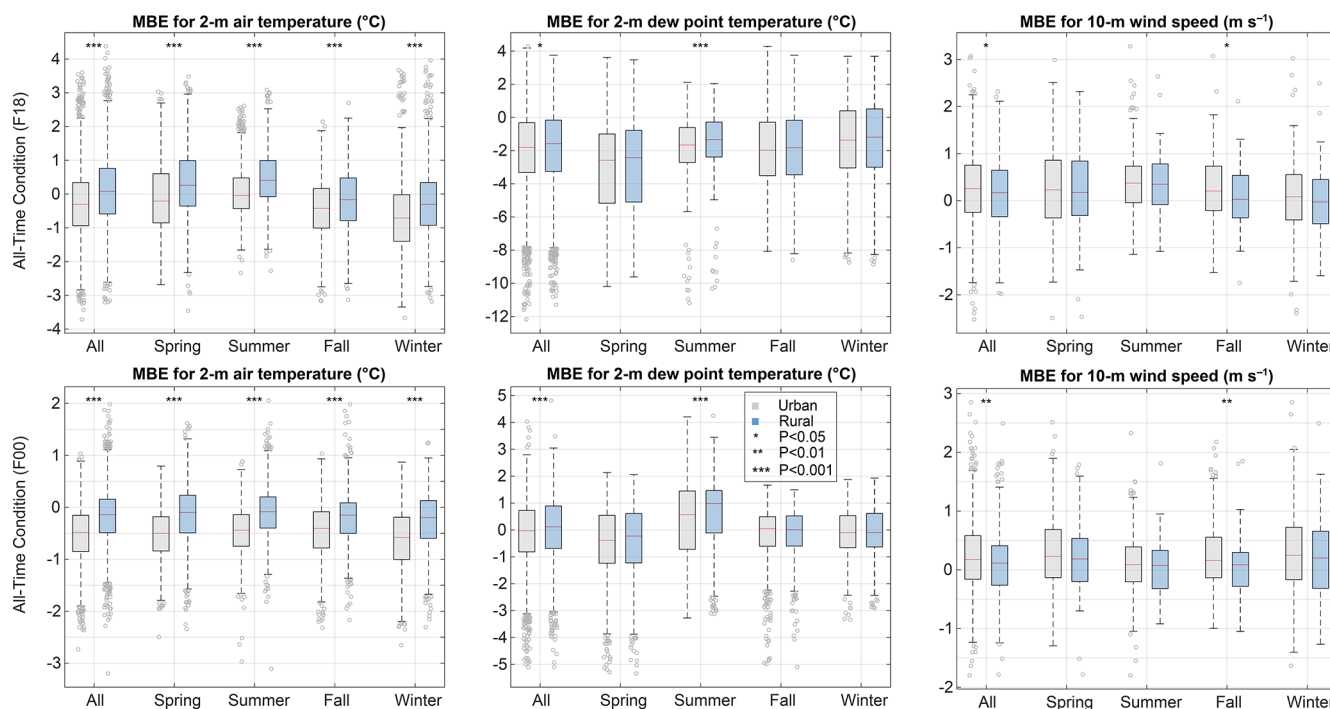 MBE for 2-m air temperature (°C)
MBE for 2-m dew point temperature (°C)
MBE for 10-m wind speed (m s⁻¹)
All-Time Condition (F18)
4
3
2
1
0
-1
-2
-3
-4
*** *** *** *** ***
All Spring Summer Fall Winter
4
2
0
-2
-4
-6
-8
-10
-12
* ***
All Spring Summer Fall Winter
2
1
0
-1
-2
* *
All Spring Summer Fall Winter
MBE for 2-m air temperature (°C)
MBE for 2-m dew point temperature (°C)
MBE for 10-m wind speed (m s⁻¹)
All-Time Condition (F00)
2
1
0
-1
-2
-3
*** *** *** *** ***
All Spring Summer Fall Winter
5
4
3
2
1
0
-1
-2
-3
-4
-5
*** ***
Urban
Rural
* P<0.05
** P<0.01
*** P<0.001
All Spring Summer Fall Winter
3
2
1
0
-1
-2
** **
All Spring Summer Fall Winter